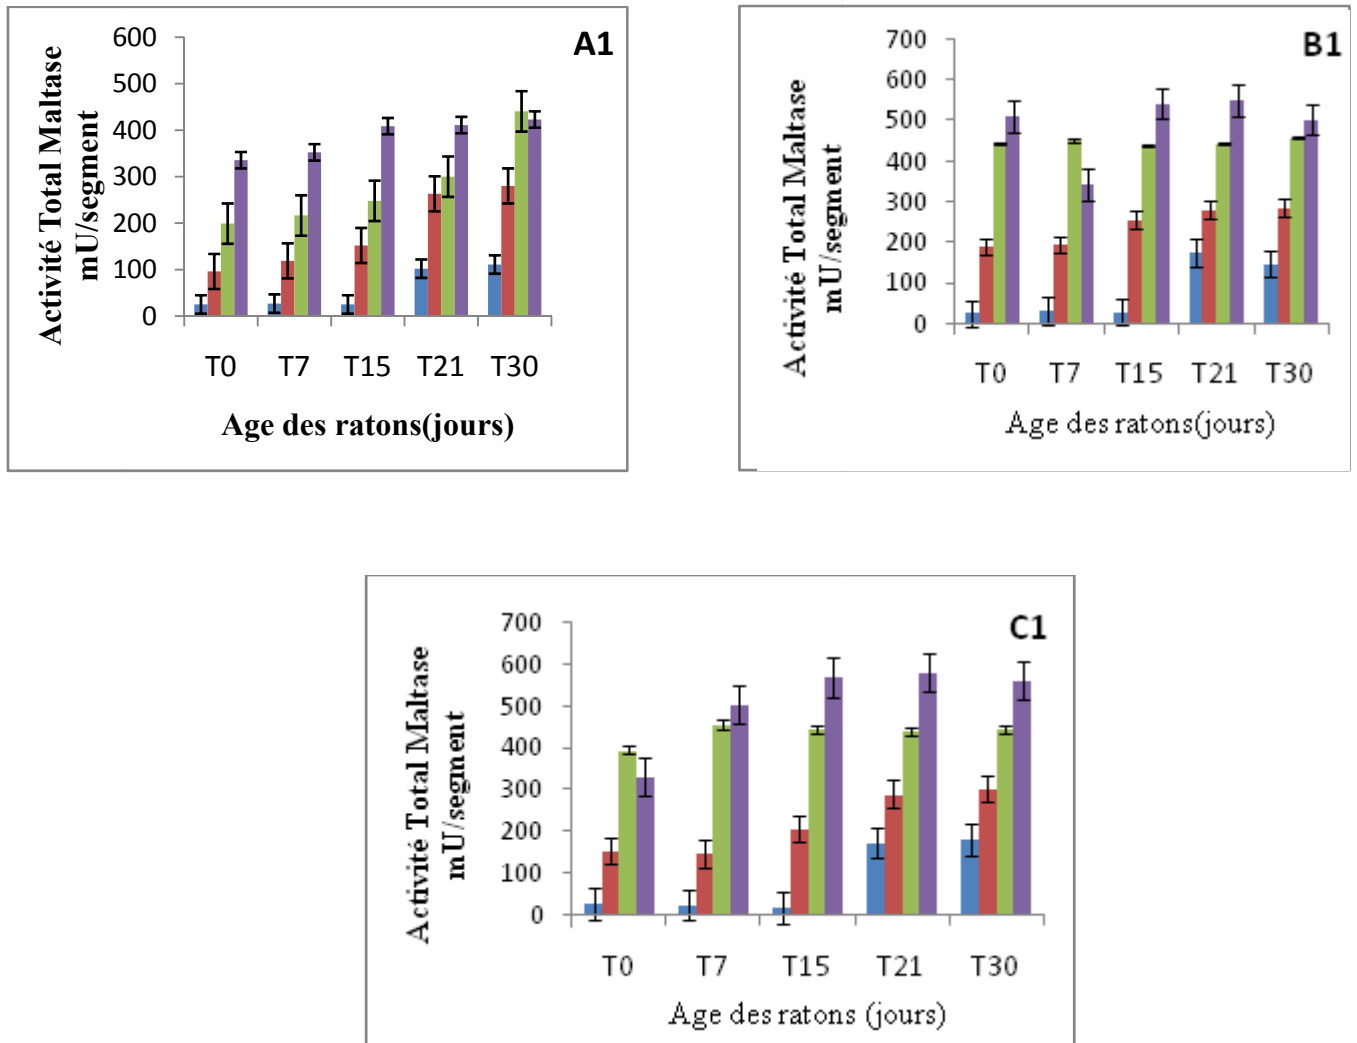 A1
Activité Total Maltase
mU/segment
600
500
400
300
200
100
0
T0 T7 T15 T21 T30
Age des ratons(jours)
B1
Activité Total Maltase
mU/segment
700
600
500
400
300
200
100
0
T0 T7 T15 T21 T30
Age des ratons(jours)
C1
Activité Total Maltase
mU/segment
700
600
500
400
300
200
100
0
T0 T7 T15 T21 T30
Age des ratons (jours)